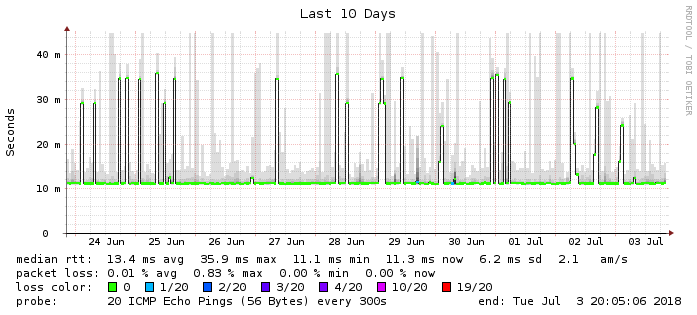 Last 10 Days
RRDTOOL / TOBI OETIKER
Seconds
40 m
30 m
20 m
10 m
0
24 Jun 25 Jun 26 Jun 27 Jun 28 Jun 29 Jun 30 Jun 01 Jul 02 Jul 03 Jul
median rtt: 13.4 ms avg 35.9 ms max 11.1 ms min 11.3 ms now 6.2 ms sd 2.1 am/s
packet loss: 0.01 % avg 0.83 % max 0.00 % min 0.00 % now
loss color: 0 1/20 2/20 3/20 4/20 10/20 19/20
probe: 20 ICMP Echo Pings (56 Bytes) every 300s end: Tue Jul 3 20:05:06 2018